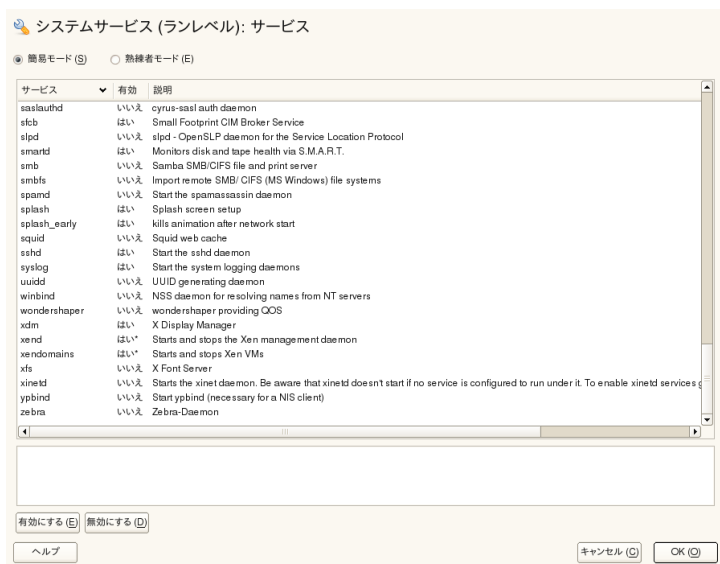 システムサービス (ランレベル): サービス
簡易モード (S) 熟練者モード (E)
サービス 有効 説明
saslauthd いいえ cyrus-sasl auth daemon
sfcb はい Small Footprint CIM Broker Service
slpd いいえ slpd - OpenSLP daemon for the Service Location Protocol
smartd はい Monitors disk and tape health via S.M.A.R.T.
smb いいえ Samba SMB/CIFS file and print server
smbfs いいえ Import remote SMB/ CIFS (MS Windows) file systems
spamd いいえ Start the spamassassin daemon
splash はい Splash screen setup
splash_early はい kills animation after network start
squid いいえ Squid web cache
sshd はい Start the sshd daemon
syslog はい Start the system logging daemons
uuidd いいえ UUID generating daemon
winbind いいえ NSS daemon for resolving names from NT servers
wondershaper いいえ wondershaper providing QOS
xdm はい X Display Manager
xend はい* Starts and stops the Xen management daemon
xendomains はい* Starts and stops Xen VMs
xfs いいえ X Font Server
xinetd いいえ Starts the xinet daemon. Be aware that xinetd doesn't start if no service is configured to run under it. To enable xinetd services
ypbind いいえ Start ypbind (necessary for a NIS client)
zebra いいえ Zebra-Daemon
有効にする (E) 無効にする (D)
ヘルプ キャンセル (C) OK (O)